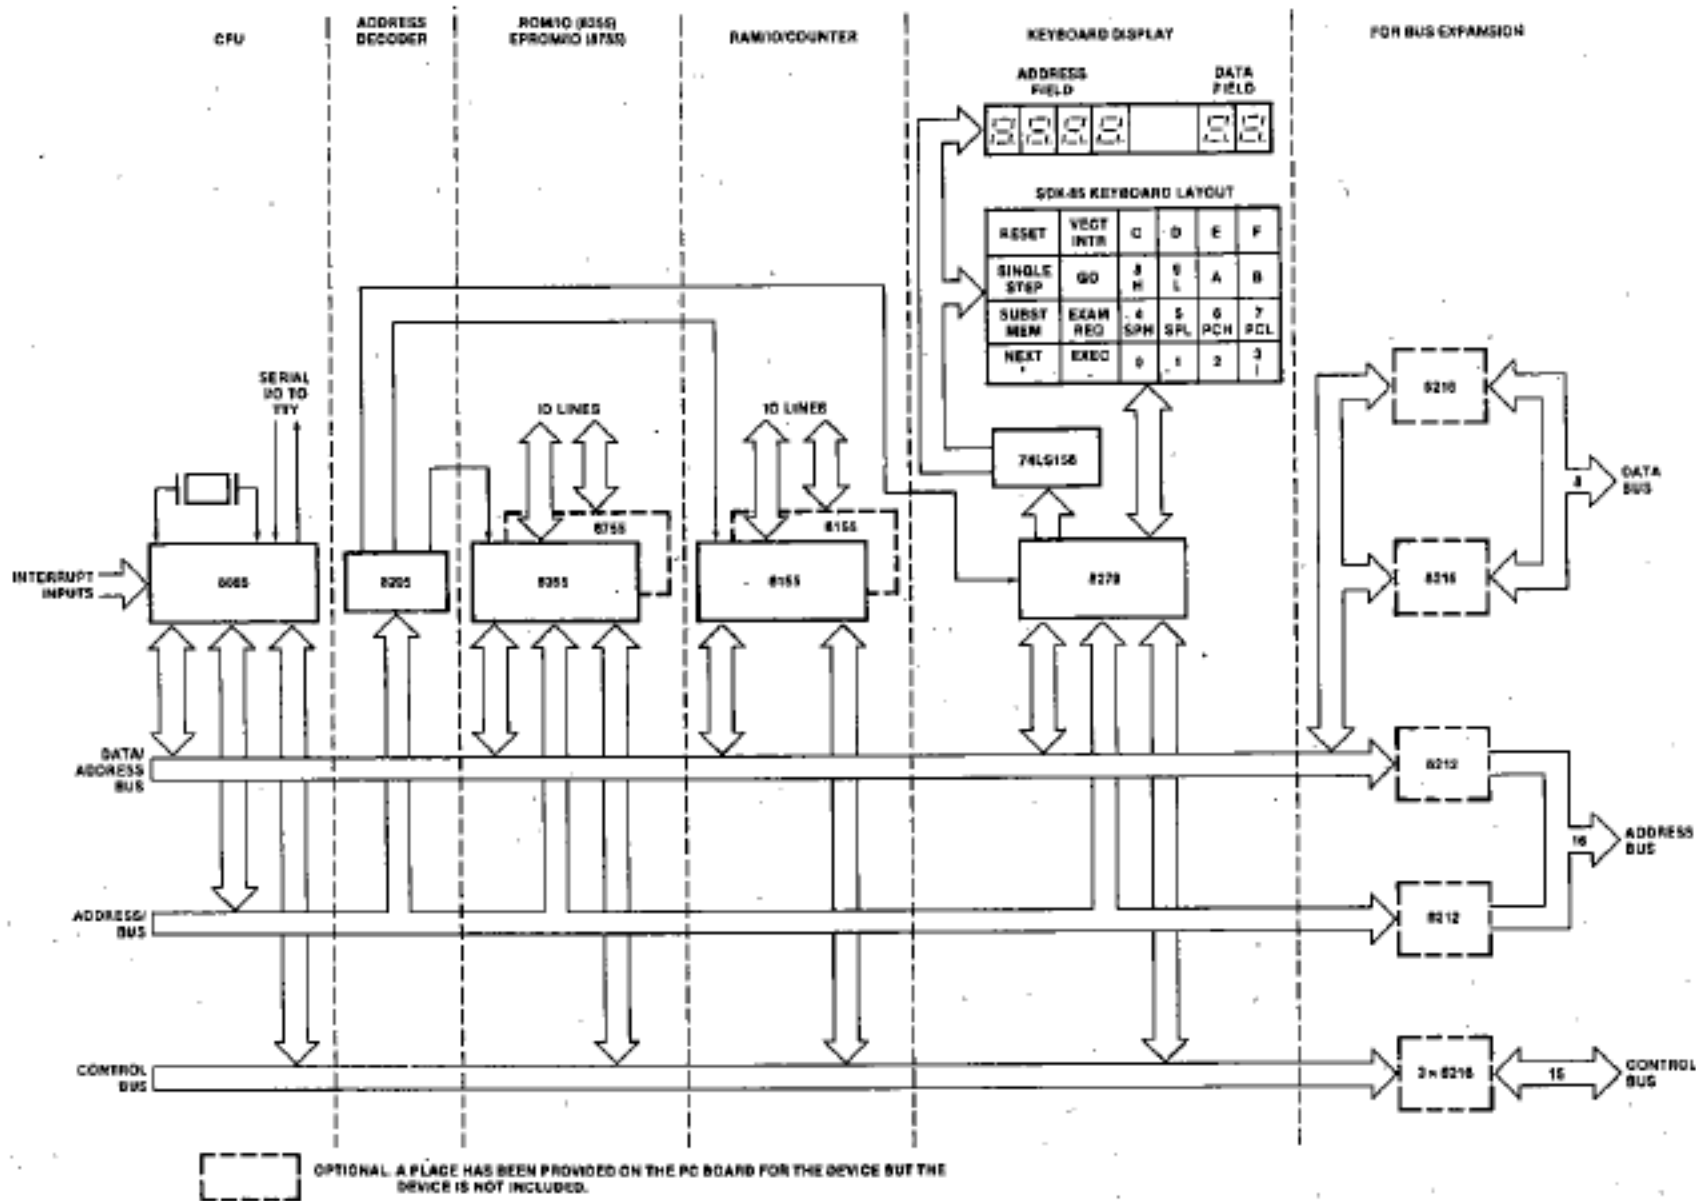 CPU
ADDRESS
DECODER
ROM/IO (8355)
EPROM/IO (8755)
RAM/IO/COUNTER
KEYBOARD DISPLAY
FOR BUS EXPANSION
ADDRESS
FIELD
DATA
FIELD
SDK-85 KEYBOARD LAYOUT
RESET
VECT
INTR
C
D
E
F
SINGLE
STEP
GO
8
H
9
L
A
B
SUBST
MEM
EXAM
REG
4
SPH
5
SPL
6
PCH
7
PCL
NEXT
,
EXEC
0
1
2
3
I
SERIAL
I/O TO
TTY
IO LINES
IO LINES
74LS156
8216
8
DATA
BUS
8755
8155
INTERRUPT
INPUTS
8085
8205
8355
8155
8279
8216
DATA/
ADDRESS
BUS
8212
16
ADDRESS
BUS
ADDRESS/
BUS
8212
CONTROL
BUS
3 x 8216
15
CONTROL
BUS
OPTIONAL. A PLACE HAS BEEN PROVIDED ON THE PC BOARD FOR THE DEVICE BUT THE
DEVICE IS NOT INCLUDED.